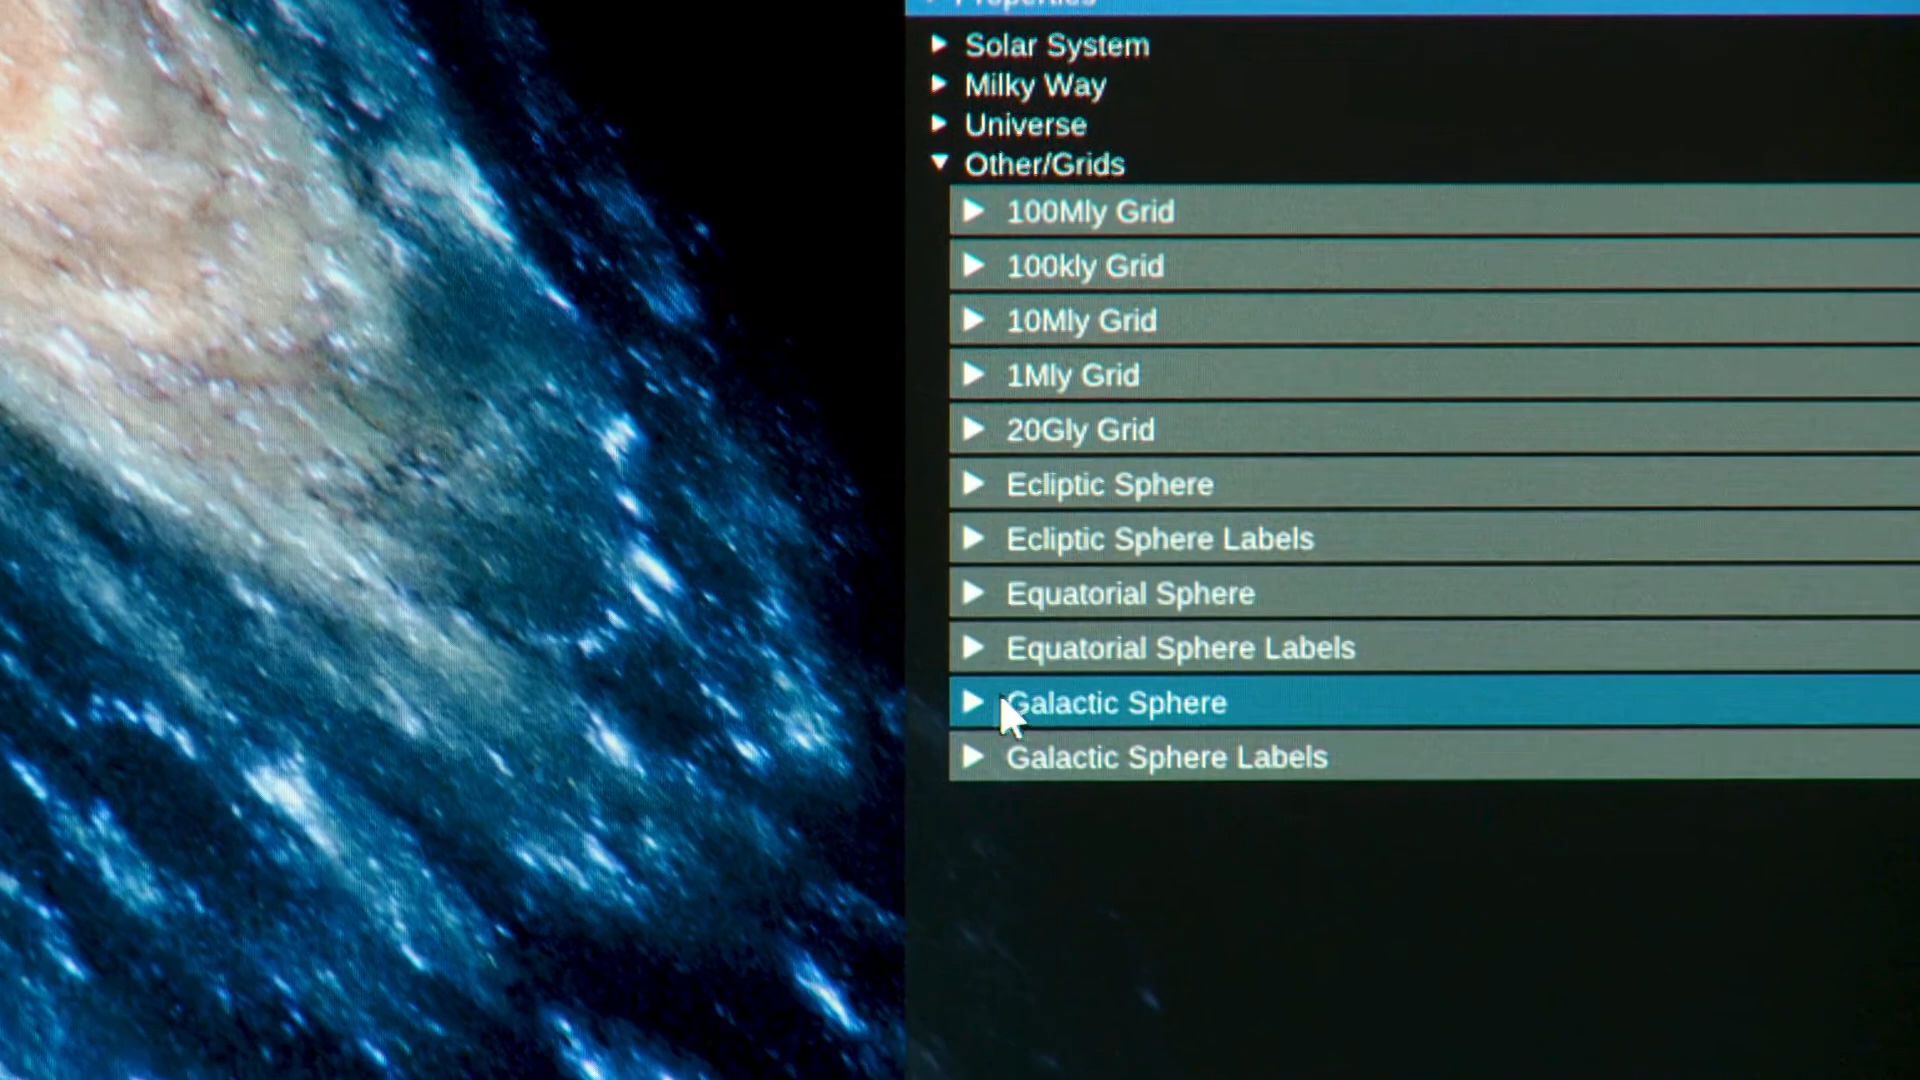 Properties
Solar System
Milky Way
Universe
Other/Grids
100Mly Grid
100kly Grid
10Mly Grid
1Mly Grid
20Gly Grid
Ecliptic Sphere
Ecliptic Sphere Labels
Equatorial Sphere
Equatorial Sphere Labels
Galactic Sphere
Galactic Sphere Labels